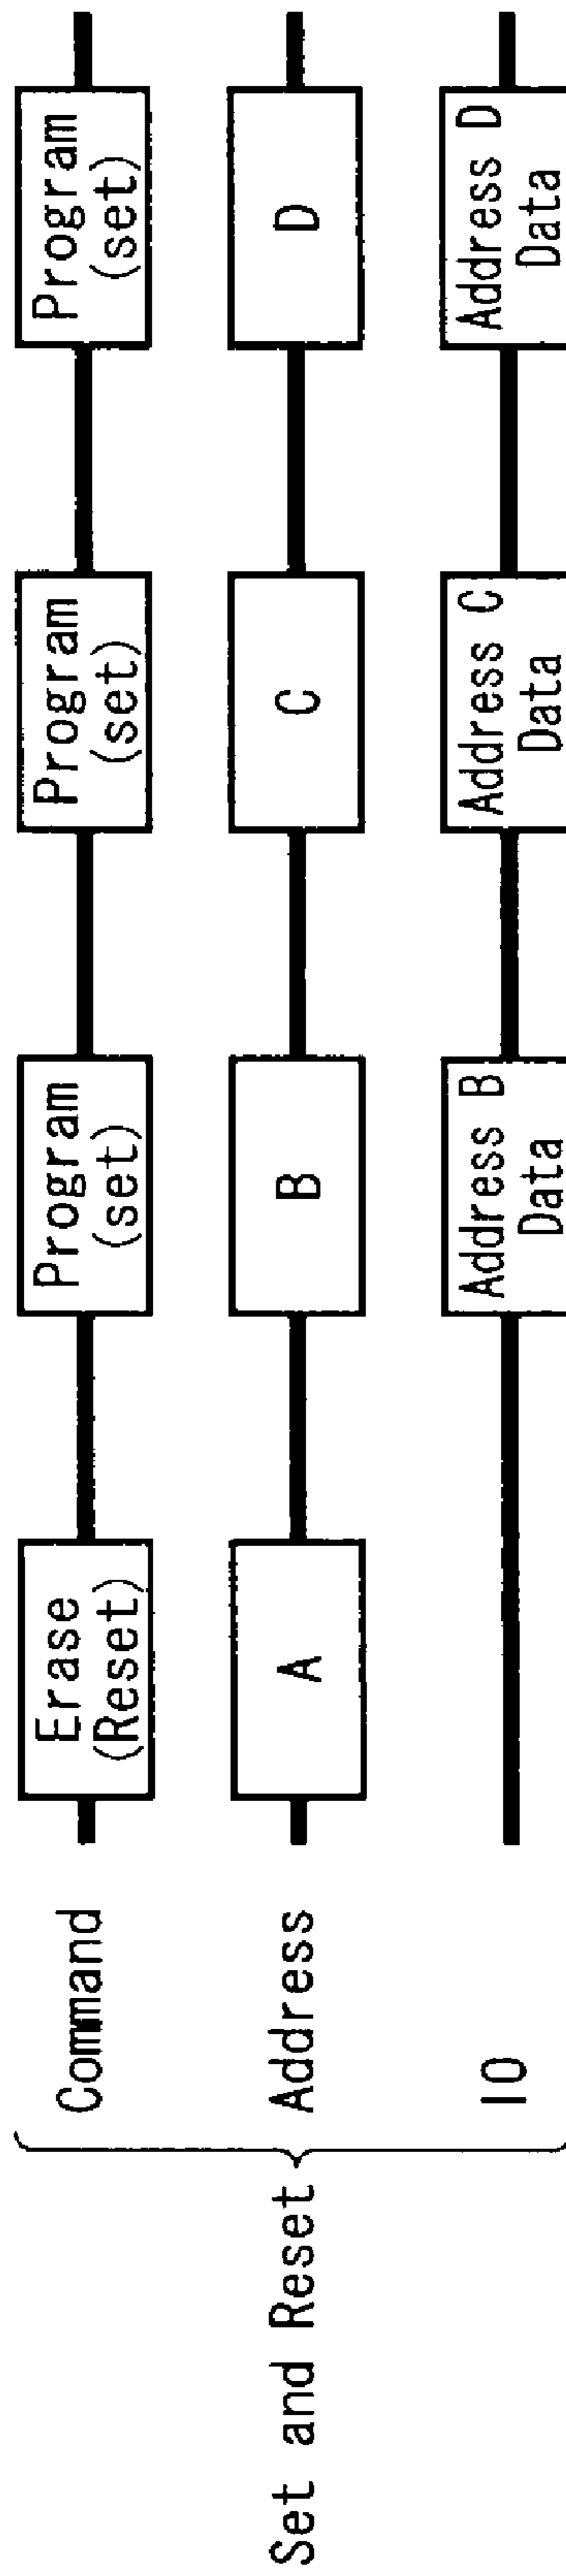 Set and Reset
Command
Erase
(Reset)
Program
(set)
Program
(set)
Program
(set)
Address
A
B
C
D
IO
Address B
Data
Address C
Data
Address D
Data